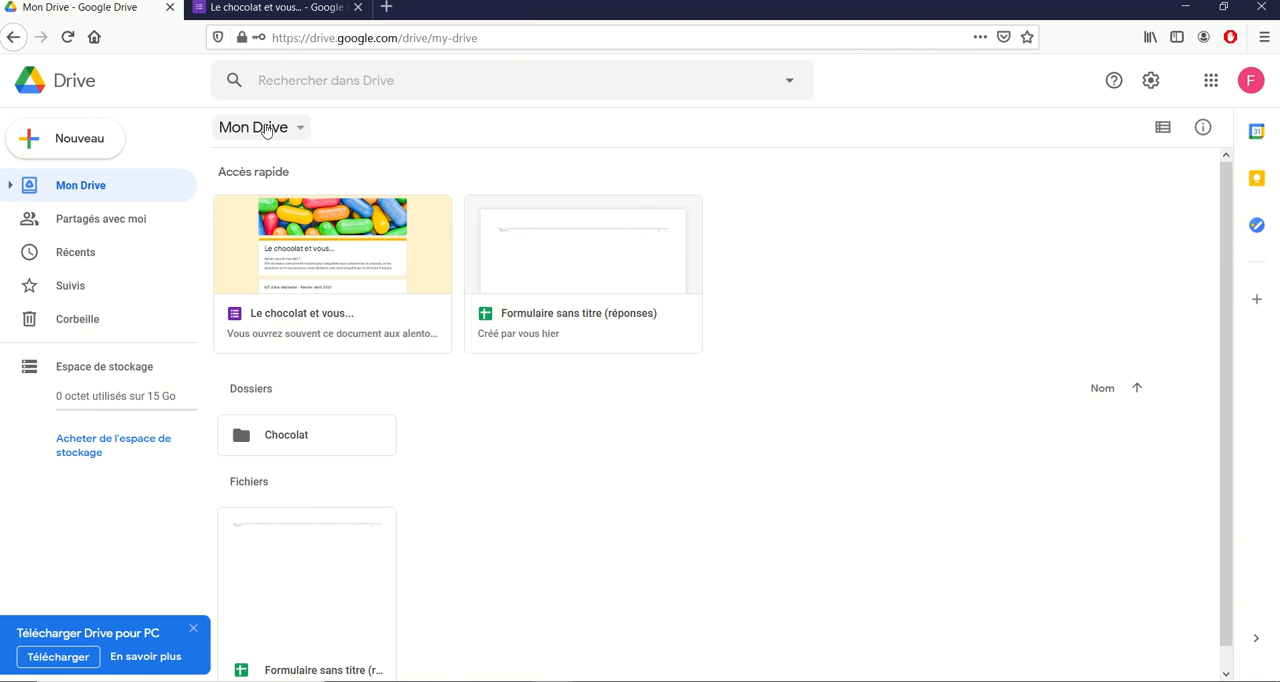 Mon Drive - Google Drive
Le chocolat et vous... - Google
https://drive.google.com/drive/my-drive
Drive
Rechercher dans Drive
F
Nouveau
Mon Drive
31
Mon Drive
Partagés avec moi
Récents
Suivis
Corbeille
Espace de stockage
0 octet utilisés sur 15 Go
Acheter de l'espace de
stockage
Accès rapide
Le chocolat et vous...
Le chocolat et vous...
Vous ouvrez souvent ce document aux alento...
Formulaire sans titre (réponses)
Créé par vous hier
Dossiers
Nom
Chocolat
Fichiers
Formulaire sans titre (r...
Télécharger Drive pour PC
Télécharger
En savoir plus